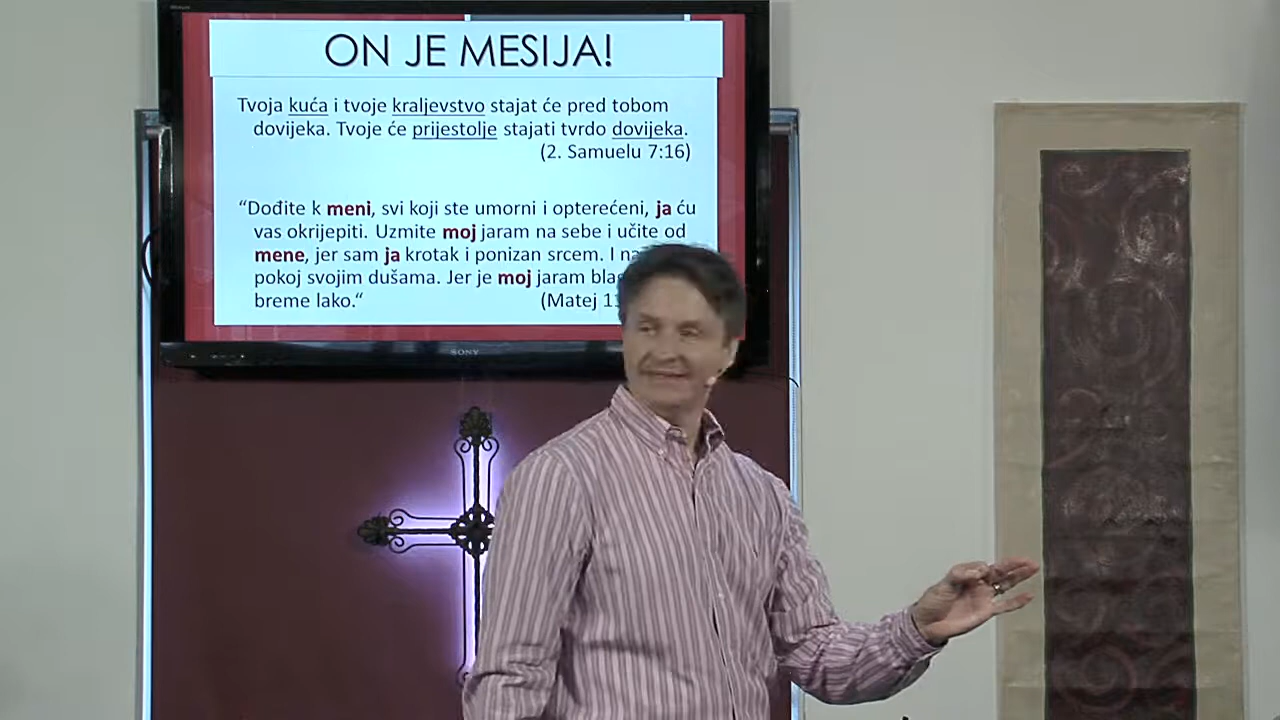 ON JE MESIJA!
Tvoja kuća i tvoje kraljevstvo stajat će pred tobom
dovijeka. Tvoje će prijestolje stajati tvrdo dovijeka.
(2. Samuelu 7:16)
“Dođite k meni, svi koji ste umorni i opterećeni, ja ću
vas okrijepiti. Uzmite moj jaram na sebe i učite od
mene, jer sam ja krotak i ponizan srcem. I
pokoj svojim dušama. Jer je moj jaram
breme lako.“ (Matej
SONY